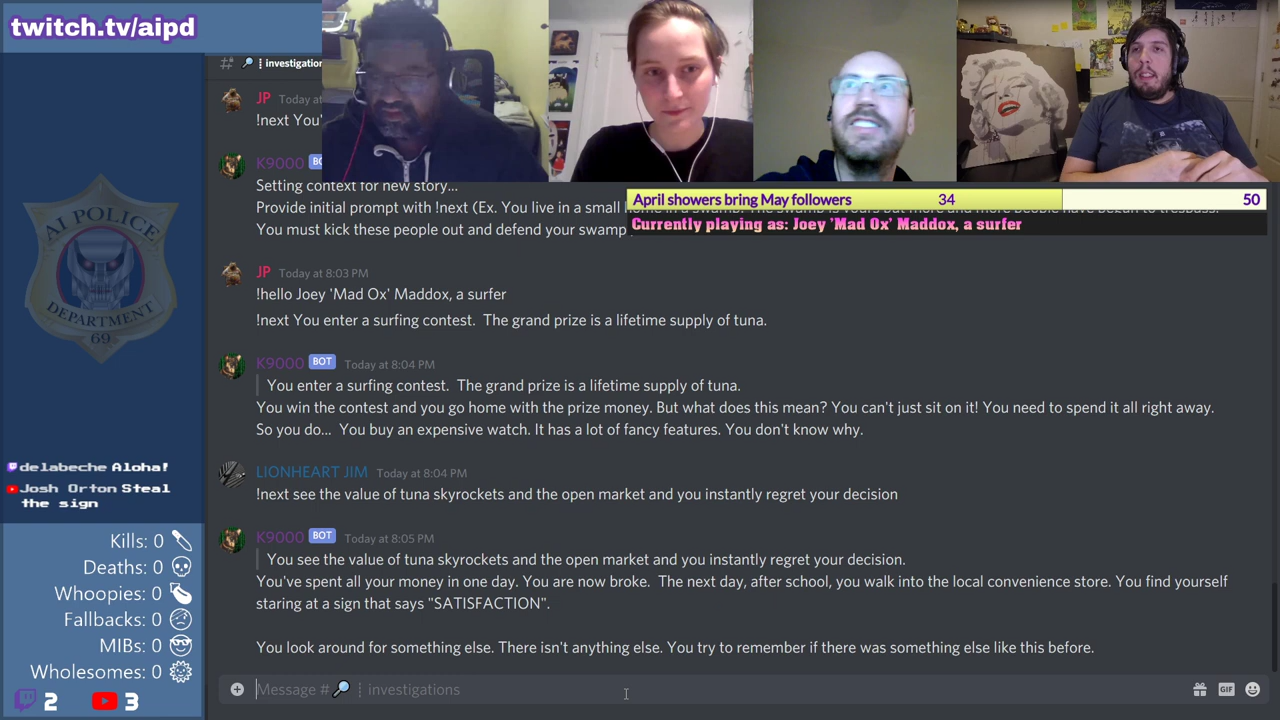 twitch.tv/aipd
investigation
JP Today at
!next You'
K9000 BOT
Setting context for new story...
Provide initial prompt with !next (Ex. You live in a small
You must kick these people out and defend your swamp
April showers bring May followers 34 50
Currently playing as: Joey 'Mad Ox' Maddox, a surfer
AI POLICE
DEPARTMENT
69
JP Today at 8:03 PM
!hello Joey 'Mad Ox' Maddox, a surfer
!next You enter a surfing contest.  The grand prize is a lifetime supply of tuna.
K9000 BOT Today at 8:04 PM
You enter a surfing contest.  The grand prize is a lifetime supply of tuna.
You win the contest and you go home with the prize money. But what does this mean? You can't just sit on it! You need to spend it all right away.
So you do...  You buy an expensive watch. It has a lot of fancy features. You don't know why.
LIONHEART JIM Today at 8:04 PM
!next see the value of tuna skyrockets and the open market and you instantly regret your decision
K9000 BOT Today at 8:05 PM
You see the value of tuna skyrockets and the open market and you instantly regret your decision.
You've spent all your money in one day. You are now broke.  The next day, after school, you walk into the local convenience store. You find yourself
staring at a sign that says "SATISFACTION".
You look around for something else. There isn't anything else. You try to remember if there was something else like this before.
Message # investigations
GIF
delabeche Aloha!
Josh Orton Steal
the sign
Kills: 0
Deaths: 0
Whoopies: 0
Fallbacks: 0
MIBs: 0
Wholesomes: 0
2 3